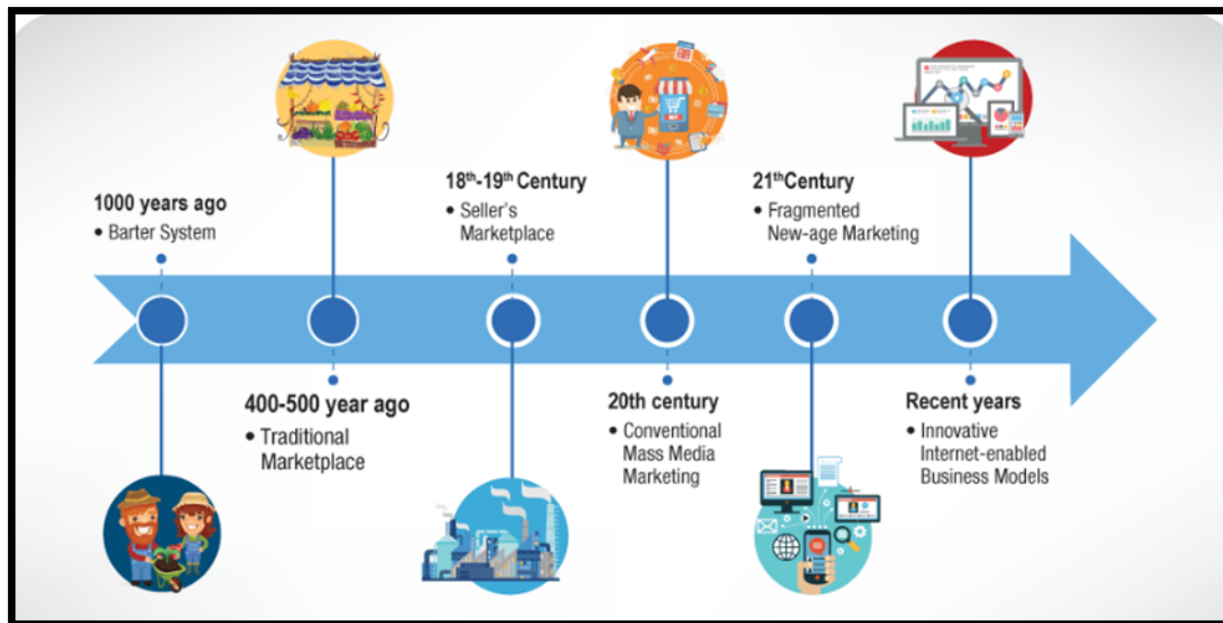 1000 years ago
• Barter System
400-500 year ago
• Traditional
Marketplace
18th-19th Century
• Seller's
Marketplace
20th century
• Conventional
Mass Media
Marketing
21thCentury
• Fragmented
New-age Marketing
Recent years
• Innovative
Internet-enabled
Business Models